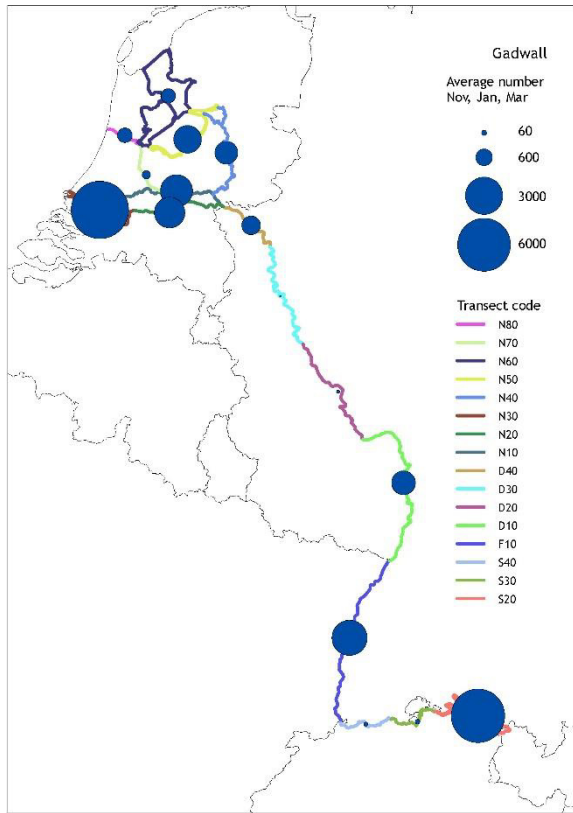 Gadwall
Average number
Nov, Jan, Mar
60
600
3000
6000
Transect code
N80
N70
N60
N50
N40
N30
N20
N10
D40
D30
D20
D10
F10
S40
S30
S20